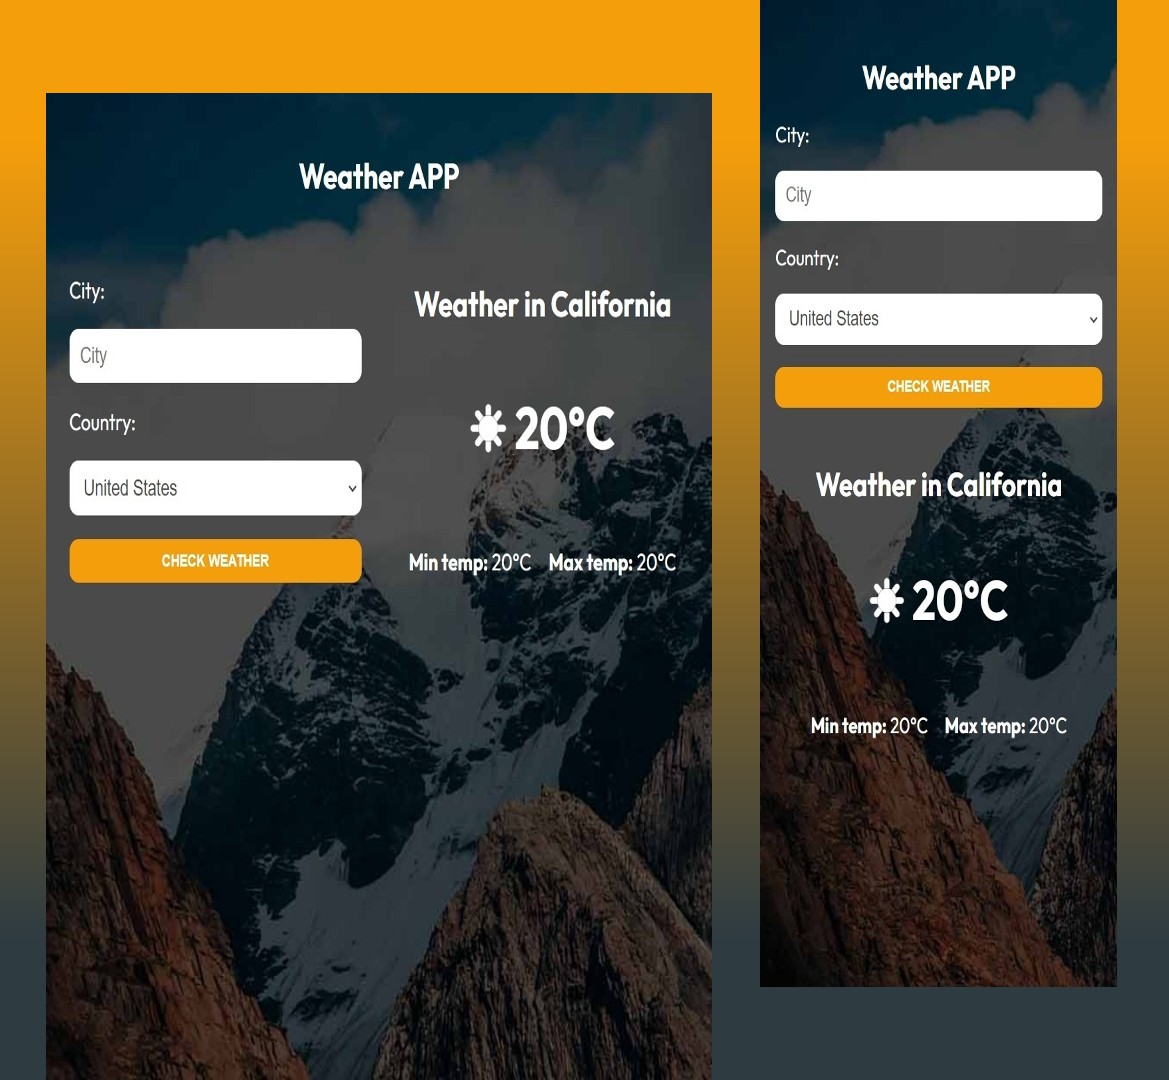 Weather APP
City:
City
Country:
United States
CHECK WEATHER
Weather in California
20°C
Min temp: 20°C Max temp: 20°C
Weather APP
City:
City
Country:
United States
CHECK WEATHER
Weather in California
20°C
Min temp: 20°C Max temp: 20°C